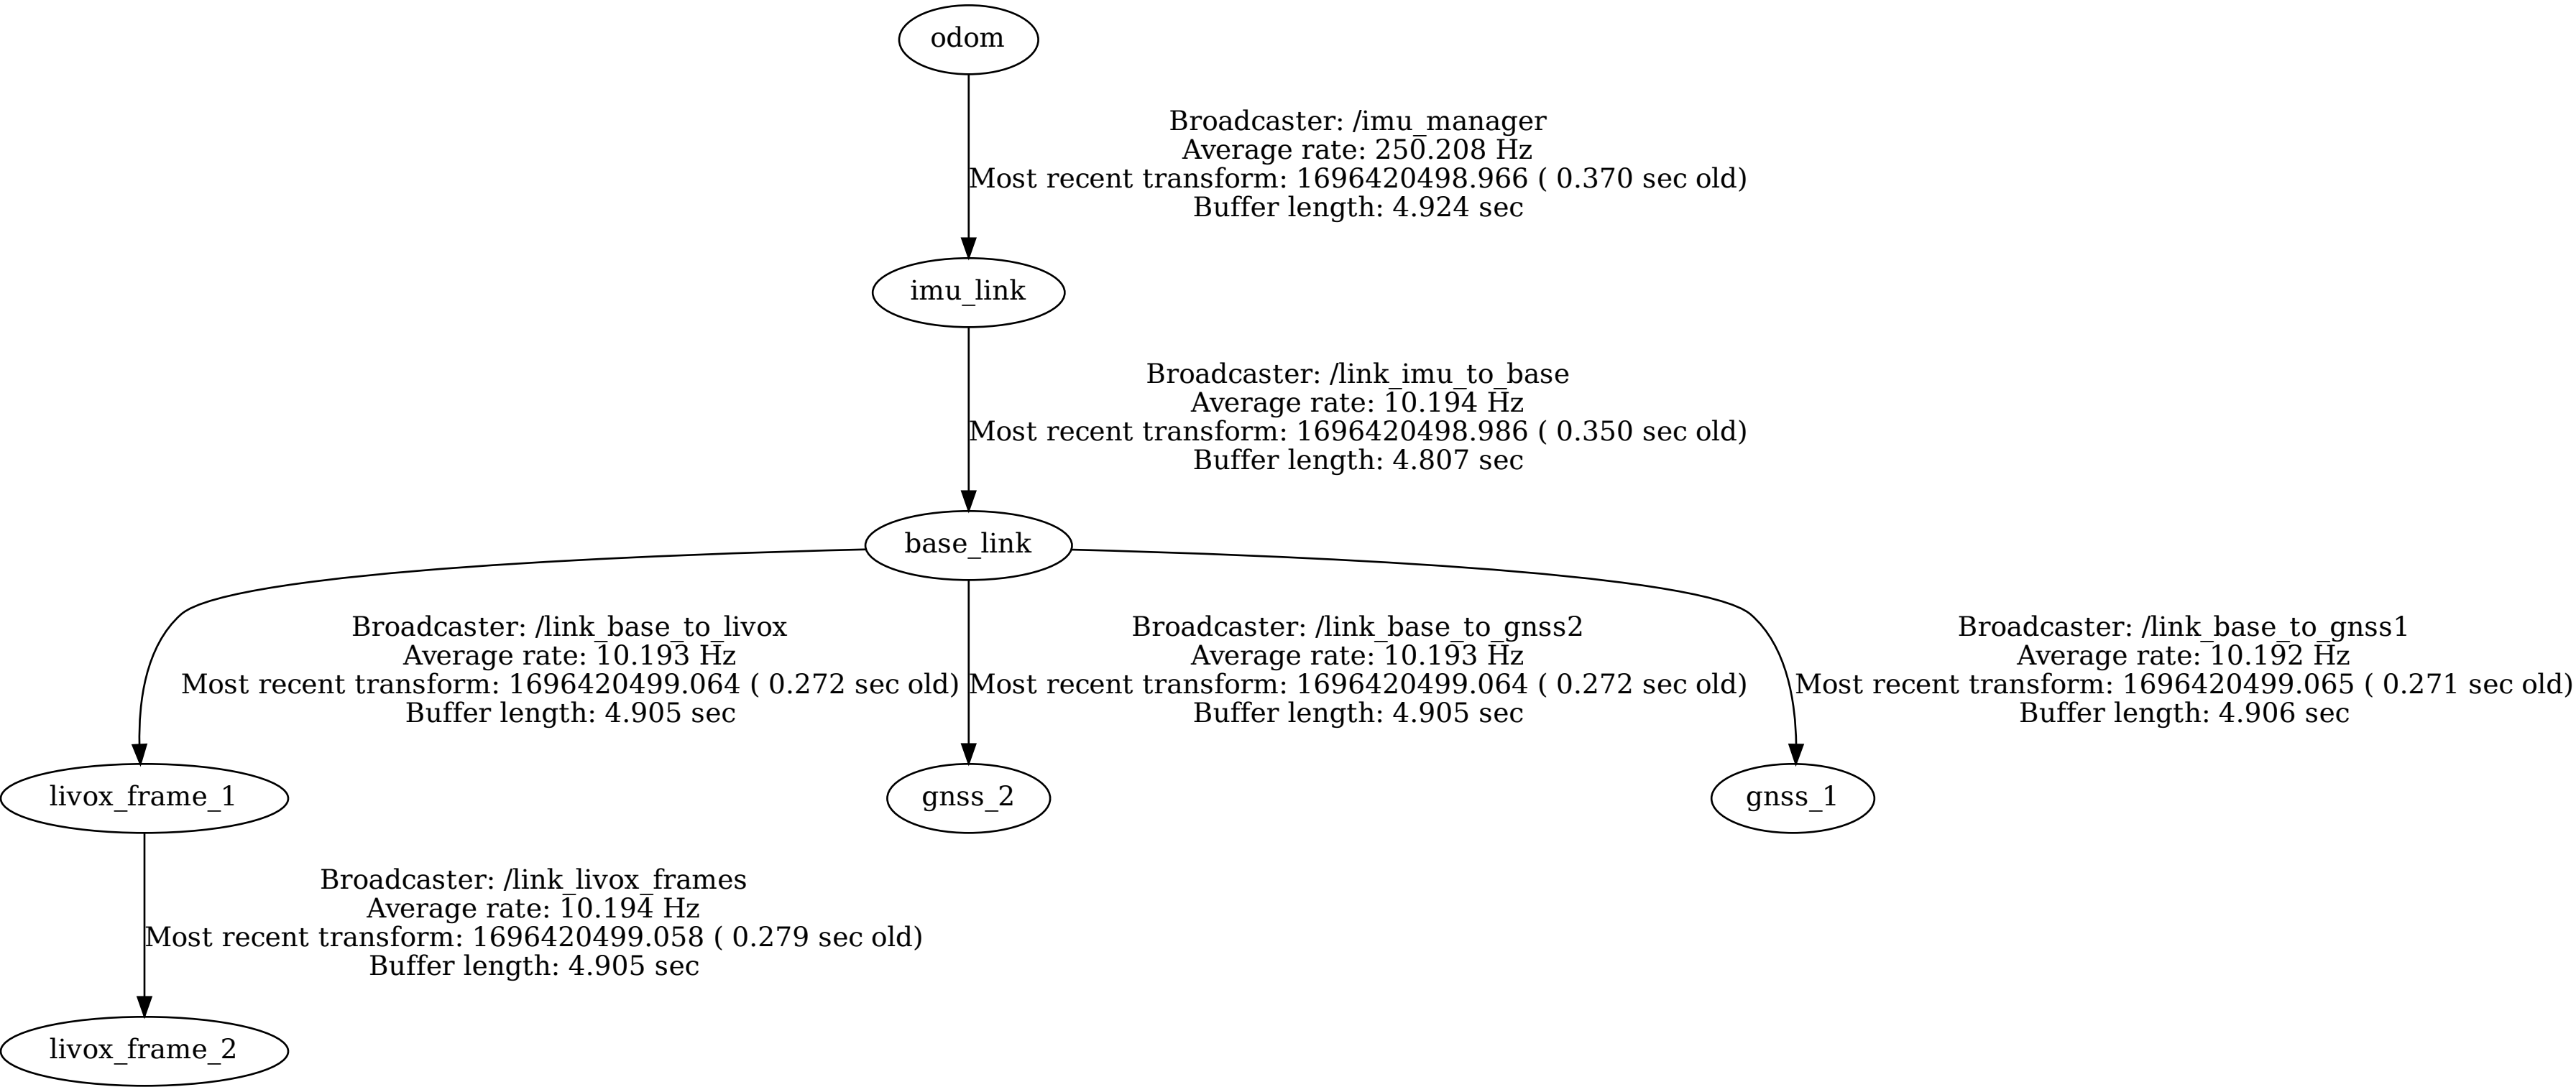 odom
Broadcaster: /imu_manager
Average rate: 250.208 Hz
Most recent transform: 1696420498.966 ( 0.370 sec old)
Buffer length: 4.924 sec
imu_link
Broadcaster: /link_imu_to_base
Average rate: 10.194 Hz
Most recent transform: 1696420498.986 ( 0.350 sec old)
Buffer length: 4.807 sec
base_link
Broadcaster: /link_base_to_livox
Average rate: 10.193 Hz
Most recent transform: 1696420499.064 ( 0.272 sec old)
Buffer length: 4.905 sec
Broadcaster: /link_base_to_gnss2
Average rate: 10.193 Hz
Most recent transform: 1696420499.064 ( 0.272 sec old)
Buffer length: 4.905 sec
Broadcaster: /link_base_to_gnss1
Average rate: 10.192 Hz
Most recent transform: 1696420499.065 ( 0.271 sec old)
Buffer length: 4.906 sec
livox_frame_1
gnss_2
gnss_1
Broadcaster: /link_livox_frames
Average rate: 10.194 Hz
Most recent transform: 1696420499.058 ( 0.279 sec old)
Buffer length: 4.905 sec
livox_frame_2